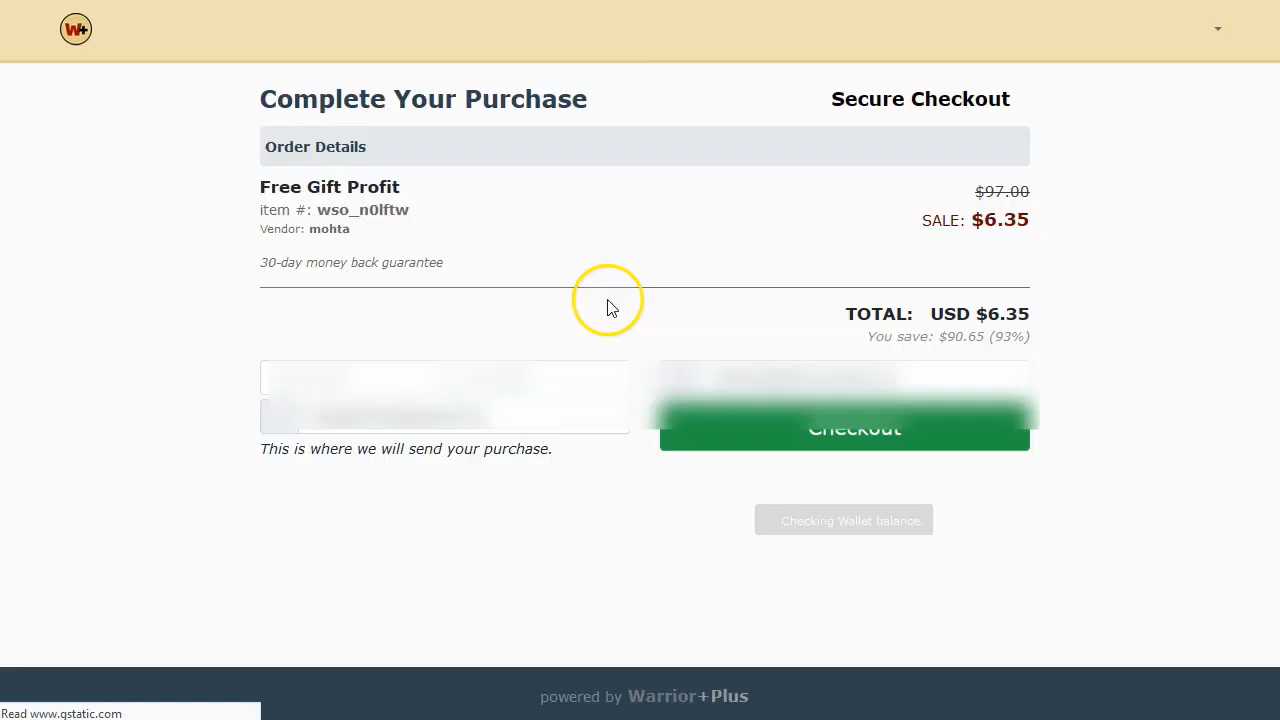 W+
Complete Your Purchase
Secure Checkout
Order Details
Free Gift Profit
$97.00
item #: wso_n0lftw
SALE: $6.35
Vendor: mohta
30-day money back guarantee
TOTAL: USD $6.35
You save: $90.65 (93%)
Checkout
This is where we will send your purchase.
Checking Wallet balance.
powered by Warrior+Plus
Read www.gstatic.com